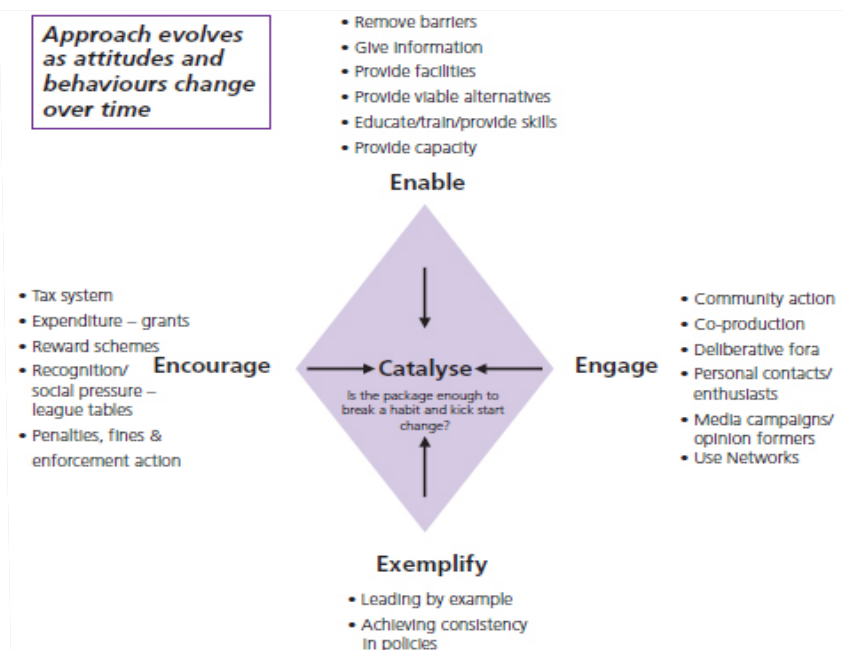 Approach evolves
as attitudes and
behaviours change
over time
• Remove barriers
• Give information
• Provide facilities
• Provide viable alternatives
• Educate/train/provide skills
• Provide capacity
Enable
• Tax system
• Expenditure – grants
• Reward schemes
• Recognition/
social pressure –
league tables
• Penalties, fines &
enforcement action
Encourage
Catalyse
Is the package enough to
break a habit and kick start
change?
Engage
• Community action
• Co-production
• Deliberative fora
• Personal contacts/
enthusiasts
• Media campaigns/
opinion formers
• Use Networks
Exemplify
• Leading by example
• Achieving consistency
in policies